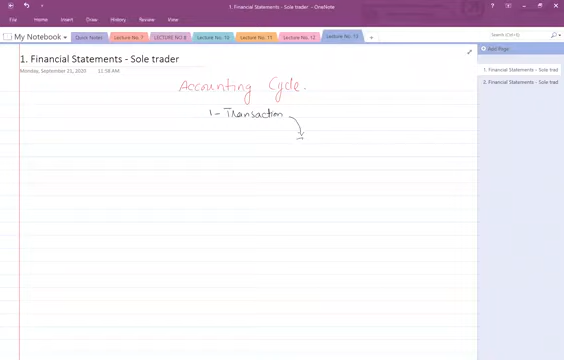 1. Financial Statements - Sole trader - OneNote
File Home Insert Draw History Review View
My Notebook Quick Notes Lecture No. 7 LECTURE NO 8 Lecture No. 10 Lecture No. 11 Lecture No. 12 Lecture No. 13 +
Search (Ctrl+E)
Add Page
1. Financial Statements - Sole trader
Monday, September 21, 2020 11:58 AM
1. Financial Statements - Sole trad
2. Financial Statements - Sole trad
Accounting Cycle.
1 - Transaction